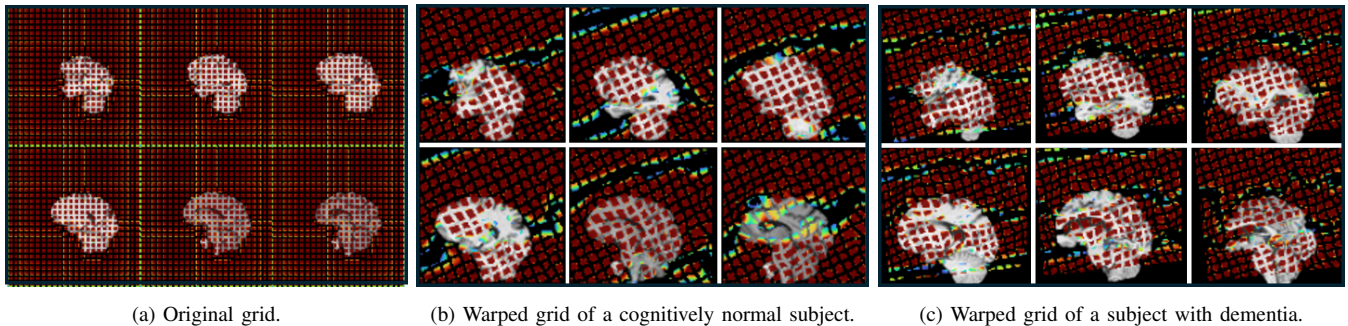 (a) Original grid.
(b) Warped grid of a cognitively normal subject.
(c) Warped grid of a subject with dementia.